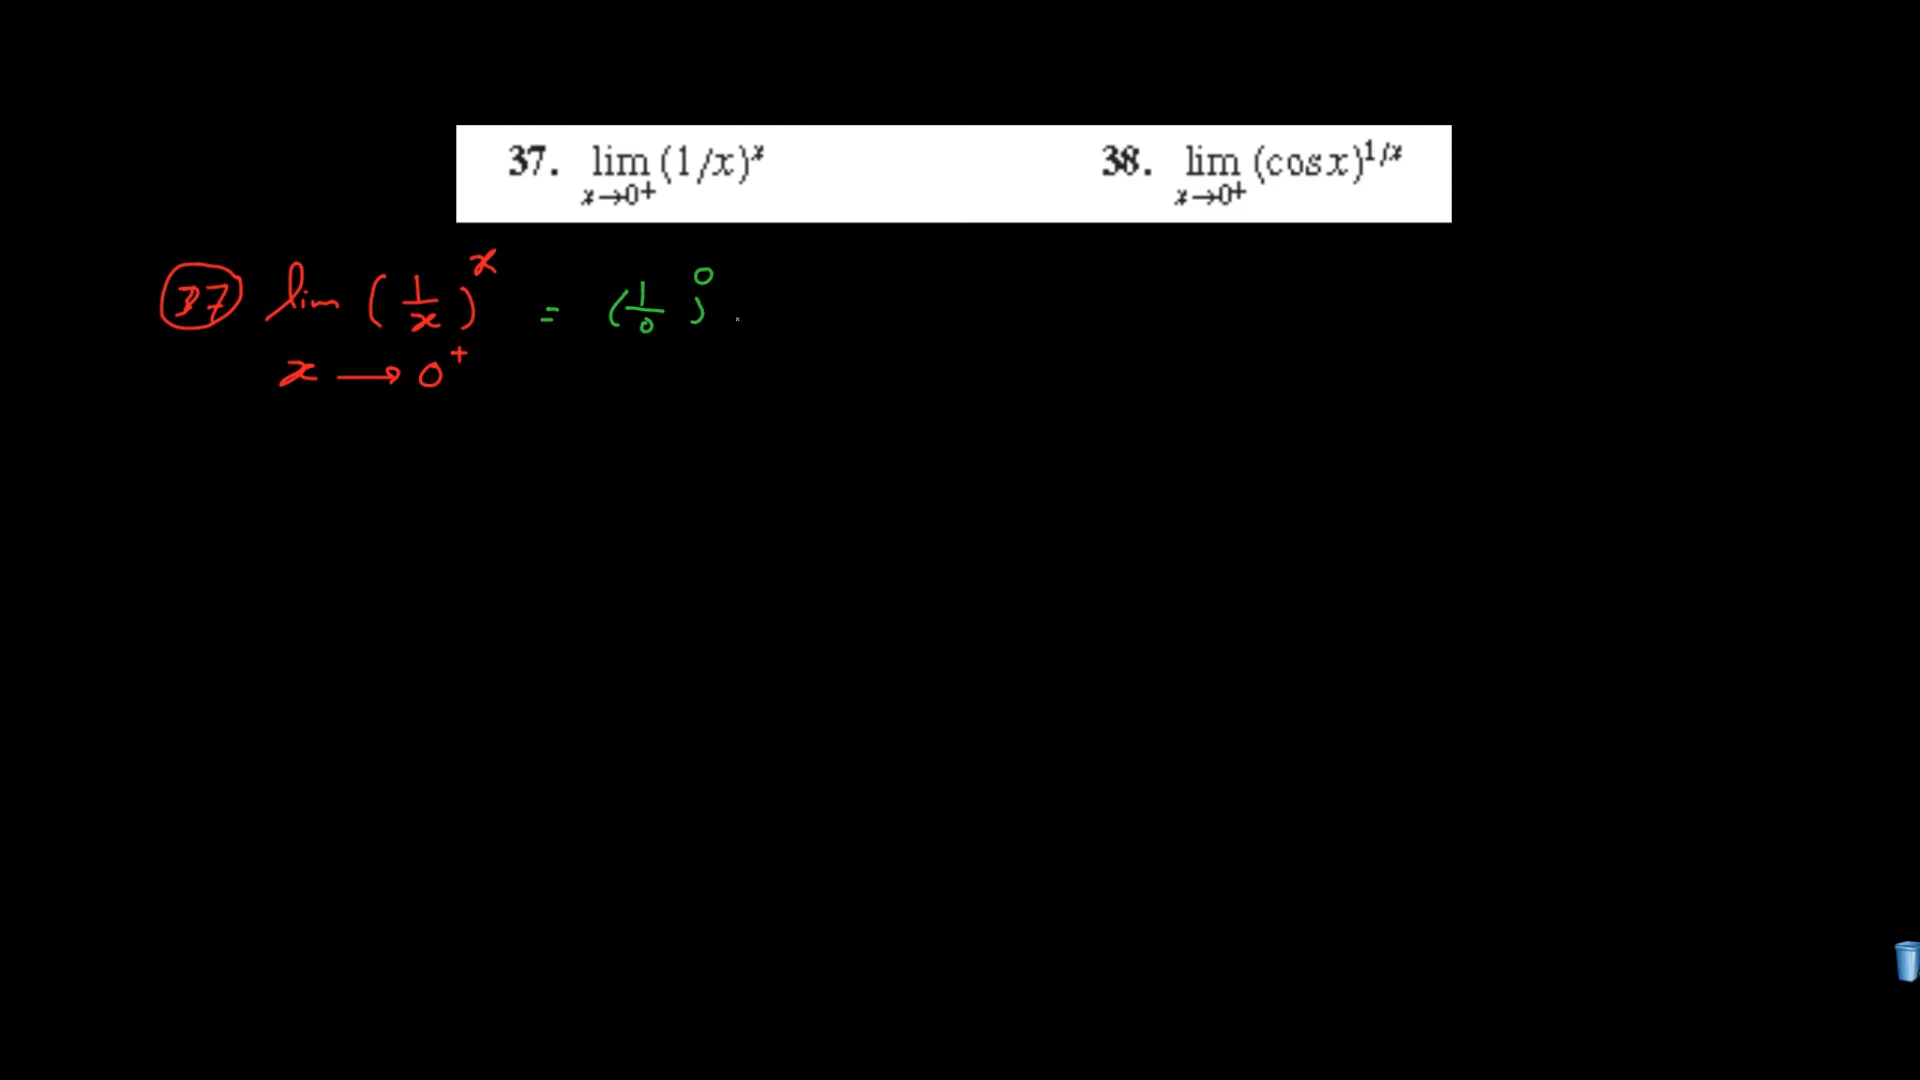 37. lim (1/x)^x 38. lim (cos x)^1/x
x→0+ x→0+
37 lim (1/x)^x = (1/0)^0
x → 0+